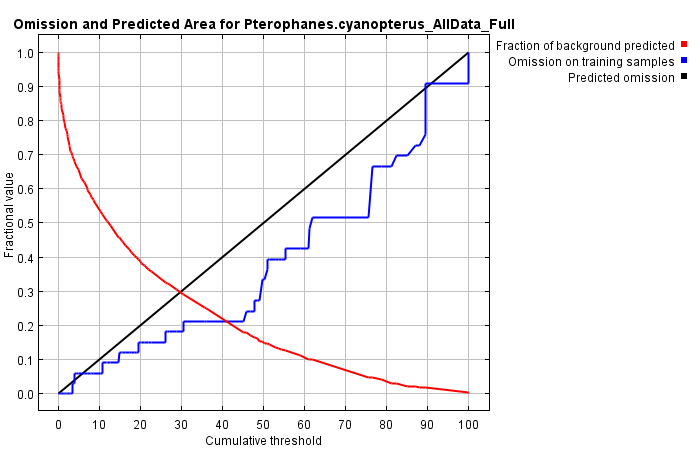 Omission and Predicted Area for Pterophanes.cyanopterus_AllData_Full
Fraction of background predicted
Omission on training samples
Predicted omission
1.0
0.9
0.8
0.7
0.6
0.5
0.4
0.3
0.2
0.1
0.0
Fractional value
0 10 20 30 40 50 60 70 80 90 100
Cumulative threshold